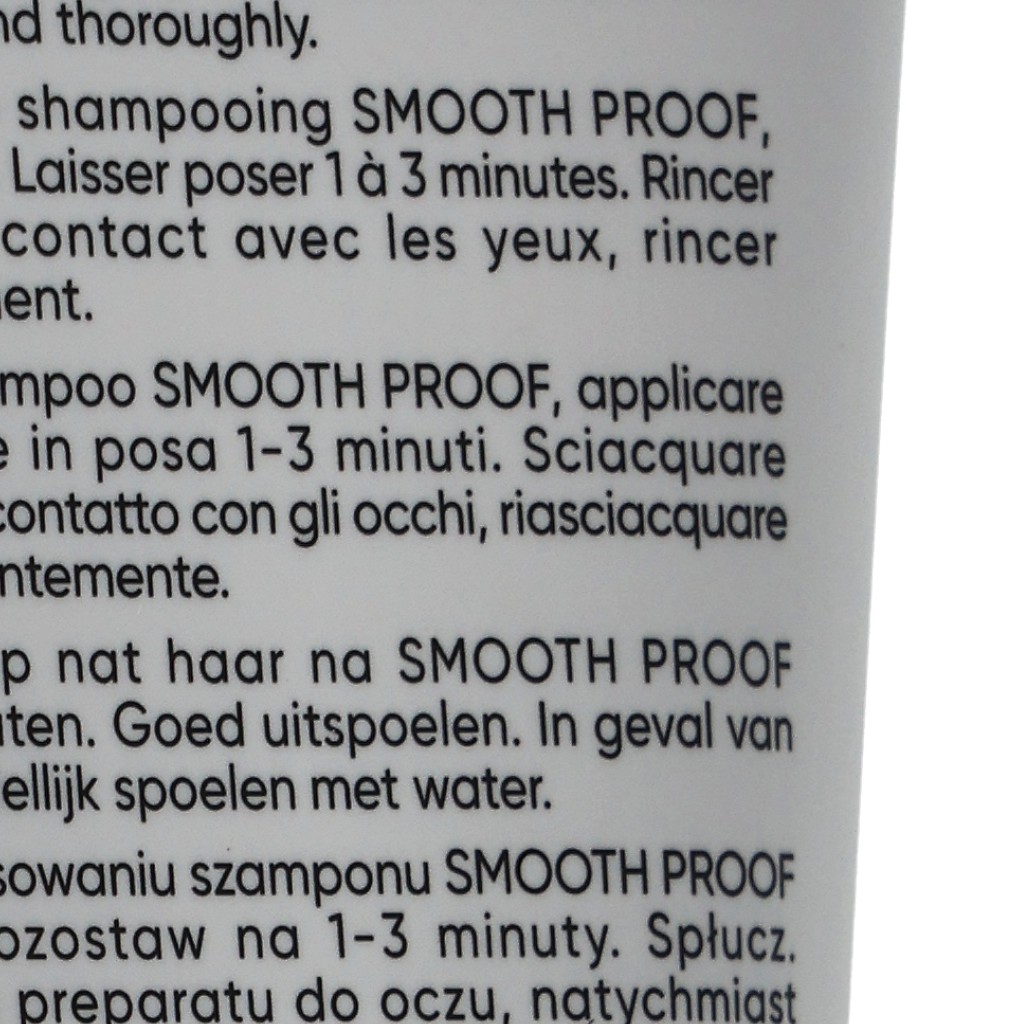 nd thoroughly.
shampooing SMOOTH PROOF,
Laisser poser 1 à 3 minutes. Rincer
contact avec les yeux, rincer
ent.
mpoo SMOOTH PROOF, applicare
e in posa 1-3 minuti. Sciacquare
contatto con gli occhi, riasciacquare
ntemente.
p nat haar na SMOOTH PROOF
ten. Goed uitspoelen. In geval van
ellijk spoelen met water.
sowaniu szamponu SMOOTH PROOF
ozostaw na 1-3 minuty. Spłucz.
preparatu do oczu, natychmiast